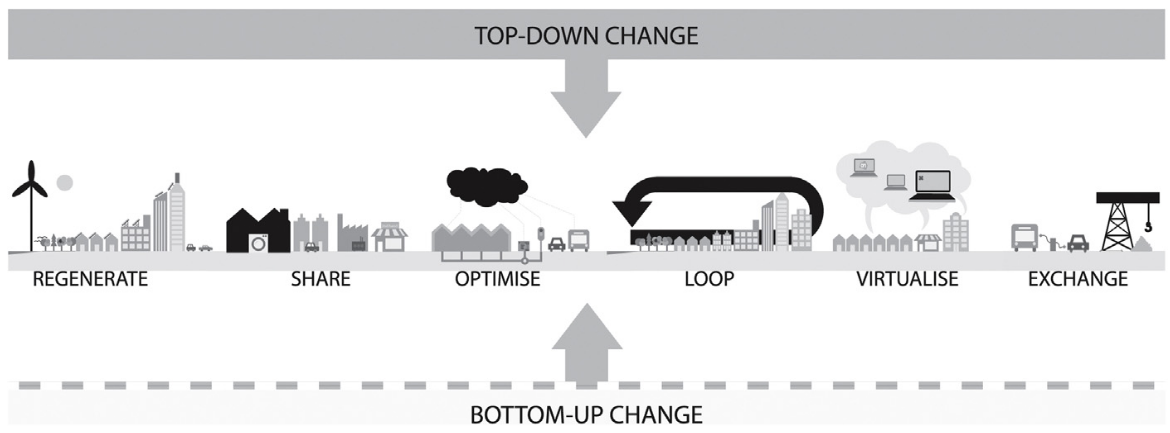 TOP-DOWN CHANGE
REGENERATE SHARE OPTIMISE LOOP VIRTUALISE EXCHANGE
BOTTOM-UP CHANGE